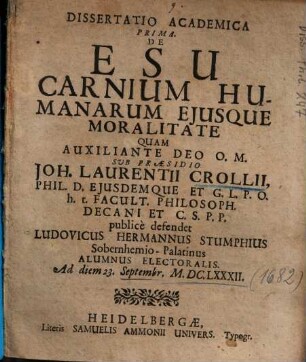 DISSERTATIO ACADEMICA
PRIMA.
DE
ESU
CARNIUM HU-
MANARUM EJUSQUE
MORALITATE
QUAM
AUXILIANTE DEO O. M.
SUB PRÆSIDIO
JOH. LAURENTII CROLLII,
PHIL. D. EJUSDEMQUE ET G. L. P. O.
h. t. FACULT. PHILOSOPH.
DECANI ET C. S. P. P.
publicè defendet
LUDOVICUS HERMANNUS STUMPHIUS
Sobernhemio-Palatinus
ALUMNUS ELECTORALIS.
Ad diem 23. Septembr. M. DC. LXXXII.
(1682)
HEIDELBERGÆ,
Literis SAMUELIS AMMONII UNIVERS. Typogr.